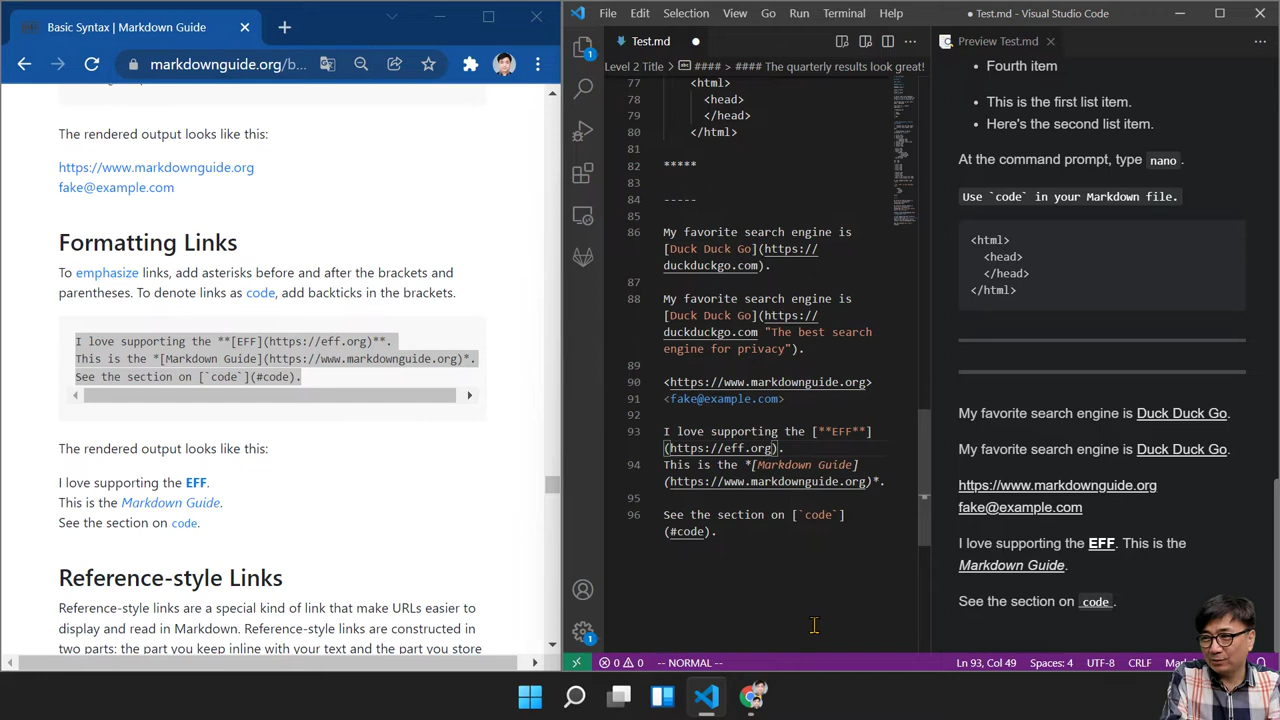 Basic Syntax | Markdown Guide
markdownguide.org/b...
The rendered output looks like this:
https://www.markdownguide.org
fake@example.com
Formatting Links
To emphasize links, add asterisks before and after the brackets and
parentheses. To denote links as code, add backticks in the brackets.
I love supporting the **[EFF](https://eff.org)**.
This is the *[Markdown Guide](https://www.markdownguide.org)*.
See the section on [`code`](#code).
The rendered output looks like this:
I love supporting the EFF.
This is the Markdown Guide.
See the section on code.
Reference-style Links
Reference-style links are a special kind of link that make URLs easier to
display and read in Markdown. Reference-style links are constructed in
two parts: the part you keep inline with your text and the part you store
File Edit Selection View Go Run Terminal Help
● Test.md - Visual Studio Code
Test.md
Level 2 Title > #### > #### The quarterly results look great!
77 <html>
78 <head>
79 </head>
80 </html>
81
82 *****
83
84 -----
85
86 My favorite search engine is
[Duck Duck Go](https://
duckduckgo.com).
87
88 My favorite search engine is
[Duck Duck Go](https://
duckduckgo.com "The best search
engine for privacy").
89
90 <https://www.markdownguide.org>
91 <fake@example.com>
92
93 I love supporting the [**EFF**]
(https://eff.org).
94 This is the *[Markdown Guide]
(https://www.markdownguide.org)*.
95
96 See the section on [`code`]
(#code).
Preview Test.md
Fourth item
This is the first list item.
Here's the second list item.
At the command prompt, type nano.
Use `code` in your Markdown file.
<html>
<head>
</head>
</html>
My favorite search engine is Duck Duck Go.
My favorite search engine is Duck Duck Go.
https://www.markdownguide.org
fake@example.com
I love supporting the EFF. This is the
Markdown Guide.
See the section on code.
1
1
0 0 -- NORMAL -- Ln 93, Col 49 Spaces: 4 UTF-8 CRLF